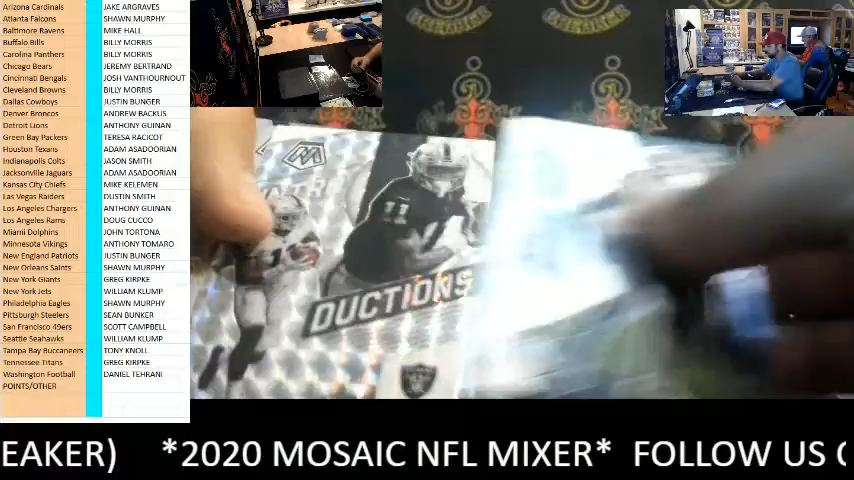 Arizona Cardinals JAKE ARGRAVES
Atlanta Falcons SHAWN MURPHY
Baltimore Ravens MIKE HALL
Buffalo Bills BILLY MORRIS
Carolina Panthers BILLY MORRIS
Chicago Bears JEREMY BERTRAND
Cincinnati Bengals JOSH VANTHOURNOUT
Cleveland Browns BILLY MORRIS
Dallas Cowboys JUSTIN BUNGER
Denver Broncos ANDREW BACKUS
Detroit Lions ANTHONY GUINAN
Green Bay Packers TERESA RACICOT
Houston Texans ADAM ASADOORIAN
Indianapolis Colts JASON SMITH
Jacksonville Jaguars ADAM ASADOORIAN
Kansas City Chiefs MIKE KELEMEN
Las Vegas Raiders DUSTIN SMITH
Los Angeles Chargers ANTHONY GUINAN
Los Angeles Rams DOUG CUCCO
Miami Dolphins JOHN TORTONA
Minnesota Vikings ANTHONY TOMARO
New England Patriots JUSTIN BUNGER
New Orleans Saints SHAWN MURPHY
New York Giants GREG KIRPKE
New York Jets WILLIAM KLUMP
Philadelphia Eagles SHAWN MURPHY
Pittsburgh Steelers SEAN BUNKER
San Francisco 49ers SCOTT CAMPBELL
Seattle Seahawks WILLIAM KLUMP
Tampa Bay Buccaneers TONY KNOLL
Tennessee Titans GREG KIRPKE
Washington Football DANIEL TEHRANI
POINTS/OTHER
11
DUCTIONS
EAKER) *2020 MOSAIC NFL MIXER* FOLLOW US